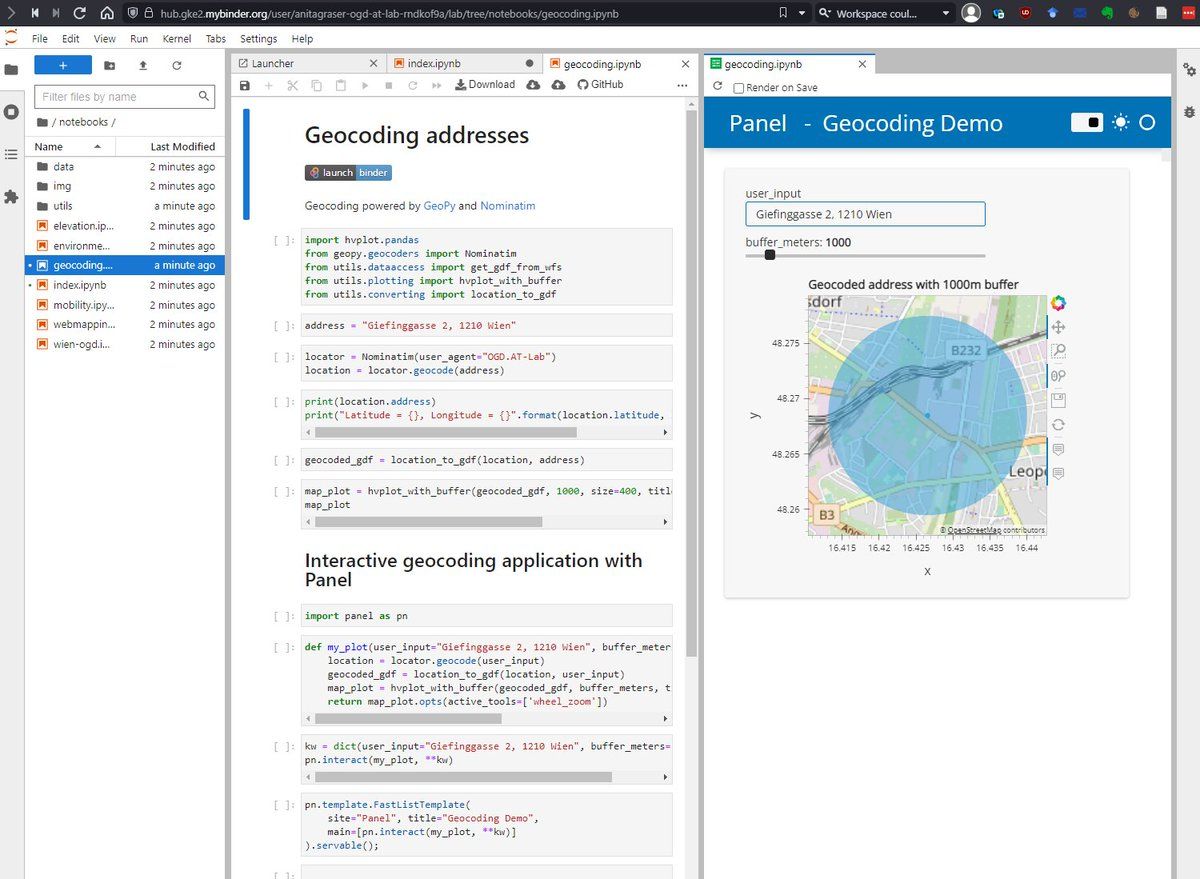 hub.gke2.mybinder.org/user/anitagraser-ogd-at-lab-rndkof9a/lab/tree/notebooks/geocoding.ipynb
Workspace coul...
File Edit View Run Kernel Tabs Settings Help
+
Filter files by name
/ notebooks /
Name Last Modified
data 2 minutes ago
img 2 minutes ago
utils a minute ago
elevation.ip... 2 minutes ago
environme... 2 minutes ago
geocoding.... a minute ago
index.ipynb 2 minutes ago
mobility.ipy... 2 minutes ago
webmappin... 2 minutes ago
wien-ogd.i... 2 minutes ago
Launcher
index.ipynb
geocoding.ipynb
Download
GitHub
Geocoding addresses
launch binder
Geocoding powered by GeoPy and Nominatim
[ ]:
import hvplot.pandas
from geopy.geocoders import Nominatim
from utils.dataaccess import get_gdf_from_wfs
from utils.plotting import hvplot_with_buffer
from utils.converting import location_to_gdf
[ ]:
address = "Giefinggasse 2, 1210 Wien"
[ ]:
locator = Nominatim(user_agent="OGD.AT-Lab")
location = locator.geocode(address)
[ ]:
print(location.address)
print("Latitude = {}, Longitude = {}".format(location.latitude,
[ ]:
geocoded_gdf = location_to_gdf(location, address)
[ ]:
map_plot = hvplot_with_buffer(geocoded_gdf, 1000, size=400, titl
map_plot
Interactive geocoding application with
Panel
[ ]:
import panel as pn
[ ]:
def my_plot(user_input="Giefinggasse 2, 1210 Wien", buffer_meter
location = locator.geocode(user_input)
geocoded_gdf = location_to_gdf(location, user_input)
map_plot = hvplot_with_buffer(geocoded_gdf, buffer_meters, t
return map_plot.opts(active_tools=['wheel_zoom'])
[ ]:
kw = dict(user_input="Giefinggasse 2, 1210 Wien", buffer_meters=
pn.interact(my_plot, **kw)
[ ]:
pn.template.FastListTemplate(
site="Panel", title="Geocoding Demo",
main=[pn.interact(my_plot, **kw)]
).servable();
[ ]:
geocoding.ipynb
Render on Save
Panel - Geocoding Demo
user_input
Giefinggasse 2, 1210 Wien
buffer_meters: 1000
Geocoded address with 1000m buffer
sdorf
B232
Leop
B3
© OpenStreetMap contributors
48.275
48.27
48.265
48.26
y
16.415 16.42 16.425 16.43 16.435 16.44
x